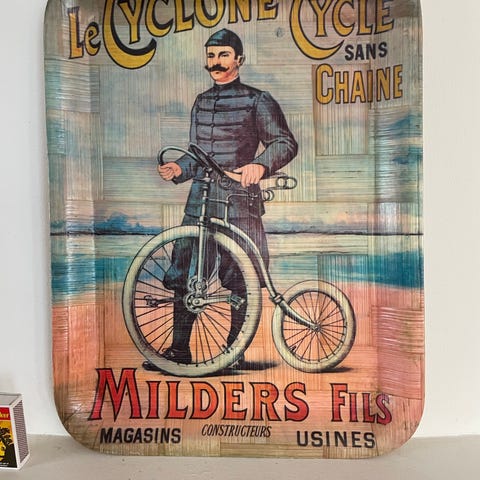 Le Cyclone Cycle
SANS
CHAINE
MILDERS FILS
MAGASINS CONSTRUCTEURS USINES